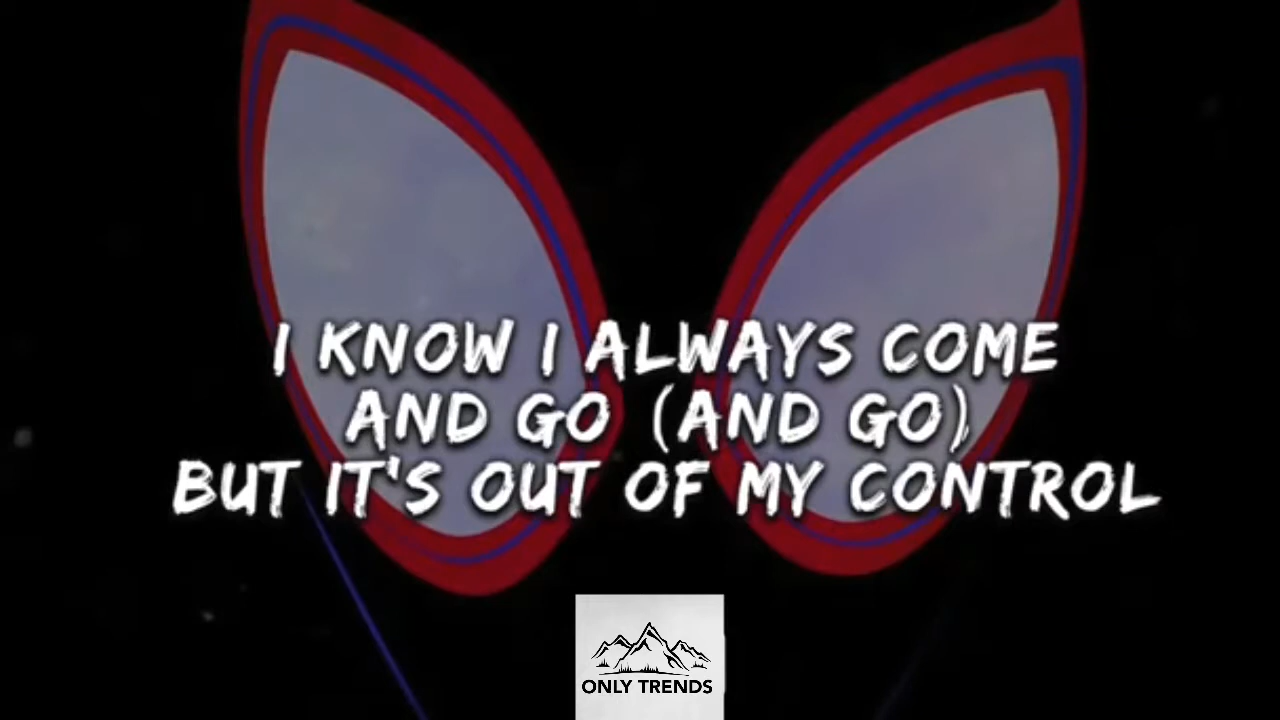 I KNOW I ALWAYS COME
AND GO (AND GO)
BUT IT'S OUT OF MY CONTROL
ONLY TRENDS